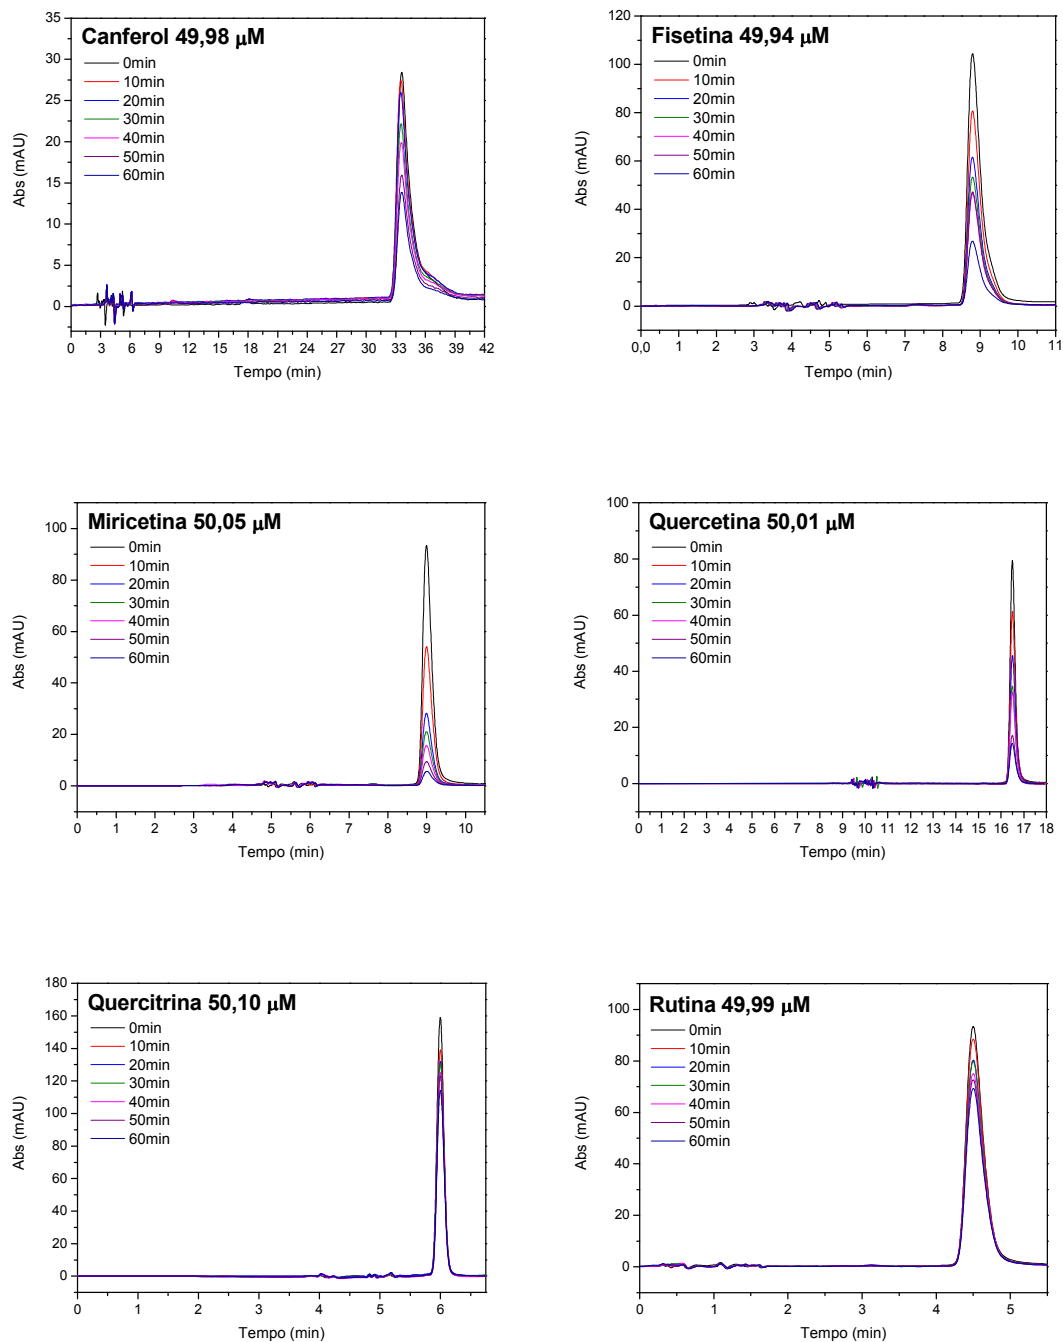 Canferol 49,98 μM
0min
10min
20min
30min
40min
50min
60min
Abs (mAU)
35
30
25
20
15
10
5
0
0 3 6 9 12 15 18 21 24 27 30 33 36 39 42
Tempo (min)
Fisetina 49,94 μM
0min
10min
20min
30min
40min
50min
60min
Abs (mAU)
120
100
80
60
40
20
0
0,0 1 2 3 4 5 6 7 8 9 10 11
Tempo (min)
Miricetina 50,05 μM
0min
10min
20min
30min
40min
50min
60min
Abs (mAU)
100
80
60
40
20
0
0 1 2 3 4 5 6 7 8 9 10
Tempo (min)
Quercetina 50,01 μM
0min
10min
20min
30min
40min
50min
60min
Abs (mAU)
100
80
60
40
20
0
0 1 2 3 4 5 6 7 8 9 10 11 12 13 14 15 16 17 18
Tempo (min)
Quercitrina 50,10 μM
0min
10min
20min
30min
40min
50min
60min
Abs (mAU)
180
160
140
120
100
80
60
40
20
0
0 1 2 3 4 5 6
Tempo (min)
Rutina 49,99 μM
0min
10min
20min
30min
40min
50min
60min
Abs (mAU)
100
80
60
40
20
0
0 1 2 3 4 5
Tempo (min)